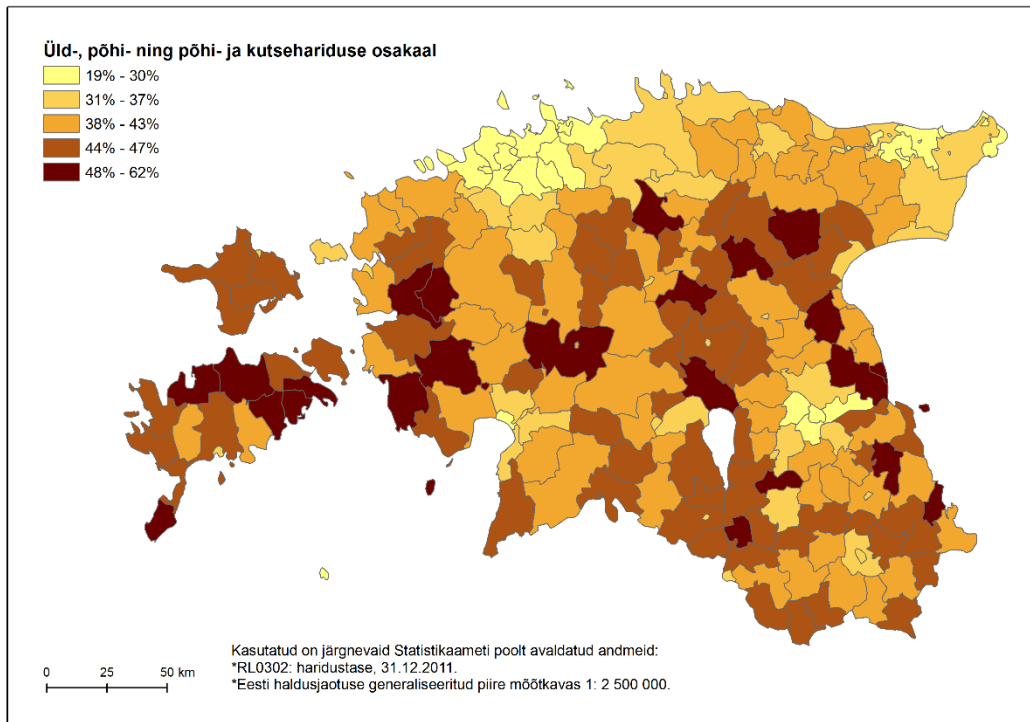 Üld-, põhi- ning põhi- ja kutsehariduse osakaal
19% - 30%
31% - 37%
38% - 43%
44% - 47%
48% - 62%
Kasutatud on järgnevaid Statistikaameti poolt avaldatud andmeid:
*RL0302: haridustase, 31.12.2011.
*Eesti haldusjaotuse generaliseeritud piire mõõtkavas 1: 2 500 000.
0 25 50 km